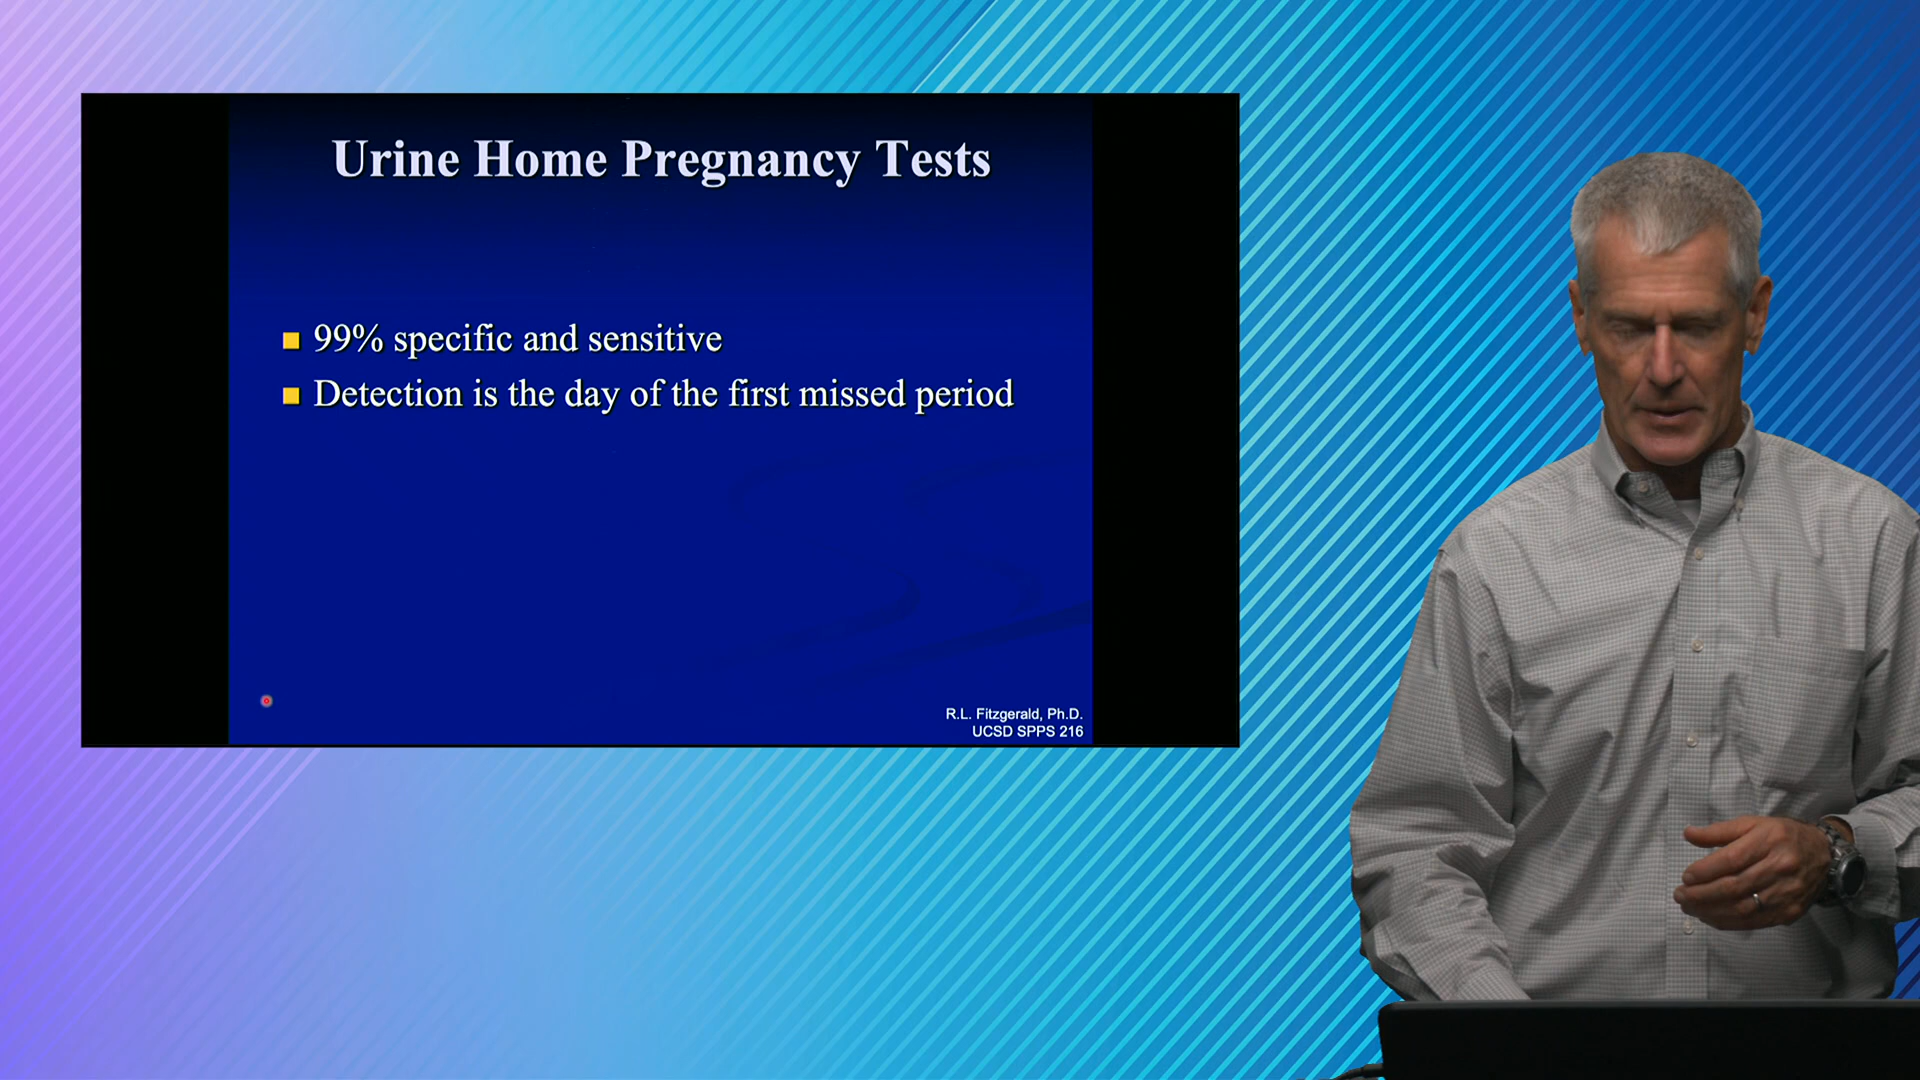 Urine Home Pregnancy Tests
99% specific and sensitive
Detection is the day of the first missed period
R.L. Fitzgerald, Ph.D.
UCSD SPPS 216